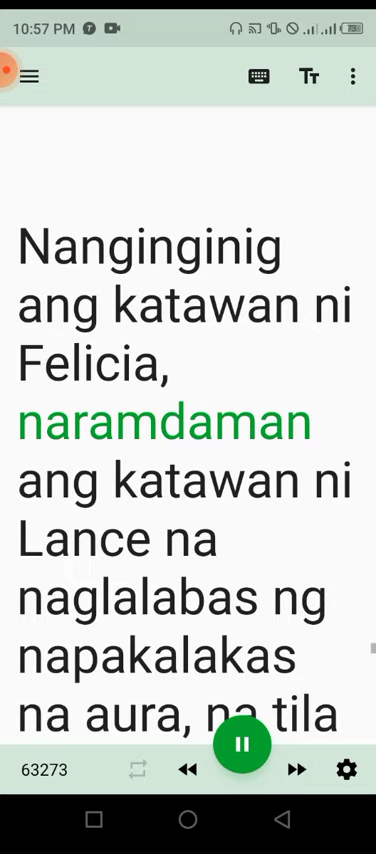 10:57 PM
Nanginginig
ang katawan ni
Felicia,
naramdaman
ang katawan ni
Lance na
naglalabas ng
napakalakas
na aura, na tila
63273